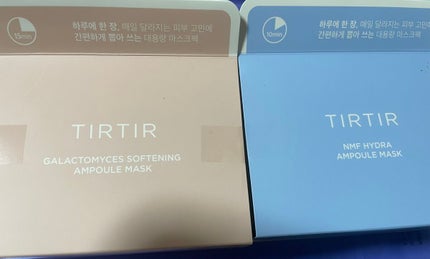 15min
하루에 한 장, 매일 달라지는 피부 고민에
간편하게 뽑아 쓰는 대용량 마스크팩
TIRTIR
GALACTOMYCES SOFTENING
AMPOULE MASK
10min
하루에 한 장, 매일 달라지는 피부 고민에
간편하게 뽑아 쓰는 대용량 마스크팩
TIRTIR
NMF HYDRA
AMPOULE MASK